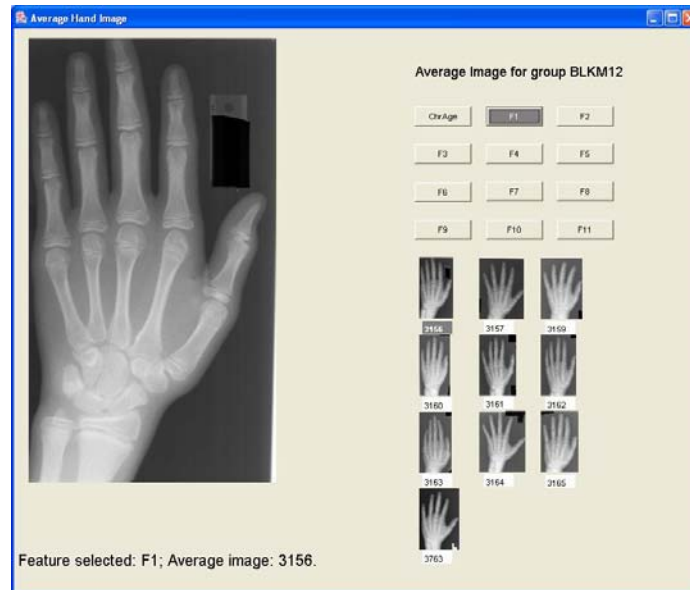 Average Hand Image
Average Image for group BLKM12
ChrAge F1 F2
F3 F4 F5
F6 F7 F8
F9 F10 F11
3156 3157 3159
3160 3161 3162
3163 3164 3165
3763
Feature selected: F1; Average image: 3156.